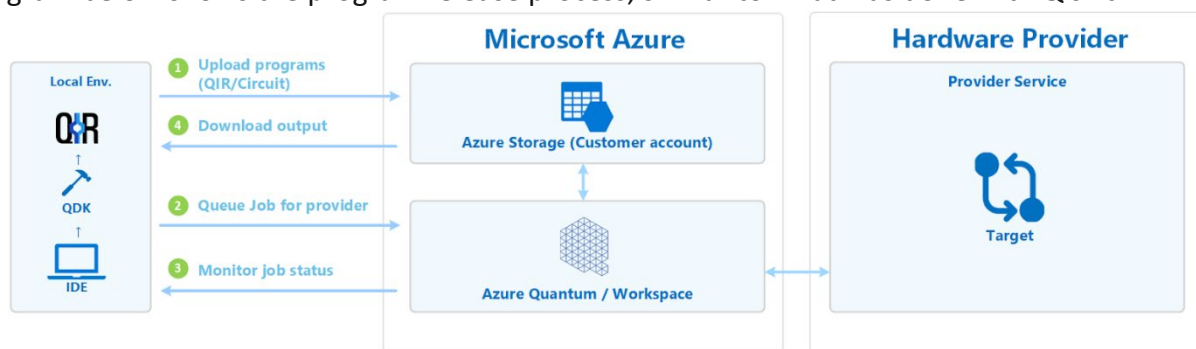 Microsoft Azure
Hardware Provider
Local Env.
QIR
↑
QDK
↑
IDE
1 Upload programs
(QIR/Circuit)
4 Download output
2 Queue Job for provider
3 Monitor job status
Azure Storage (Customer account)
Azure Quantum / Workspace
Provider Service
Target